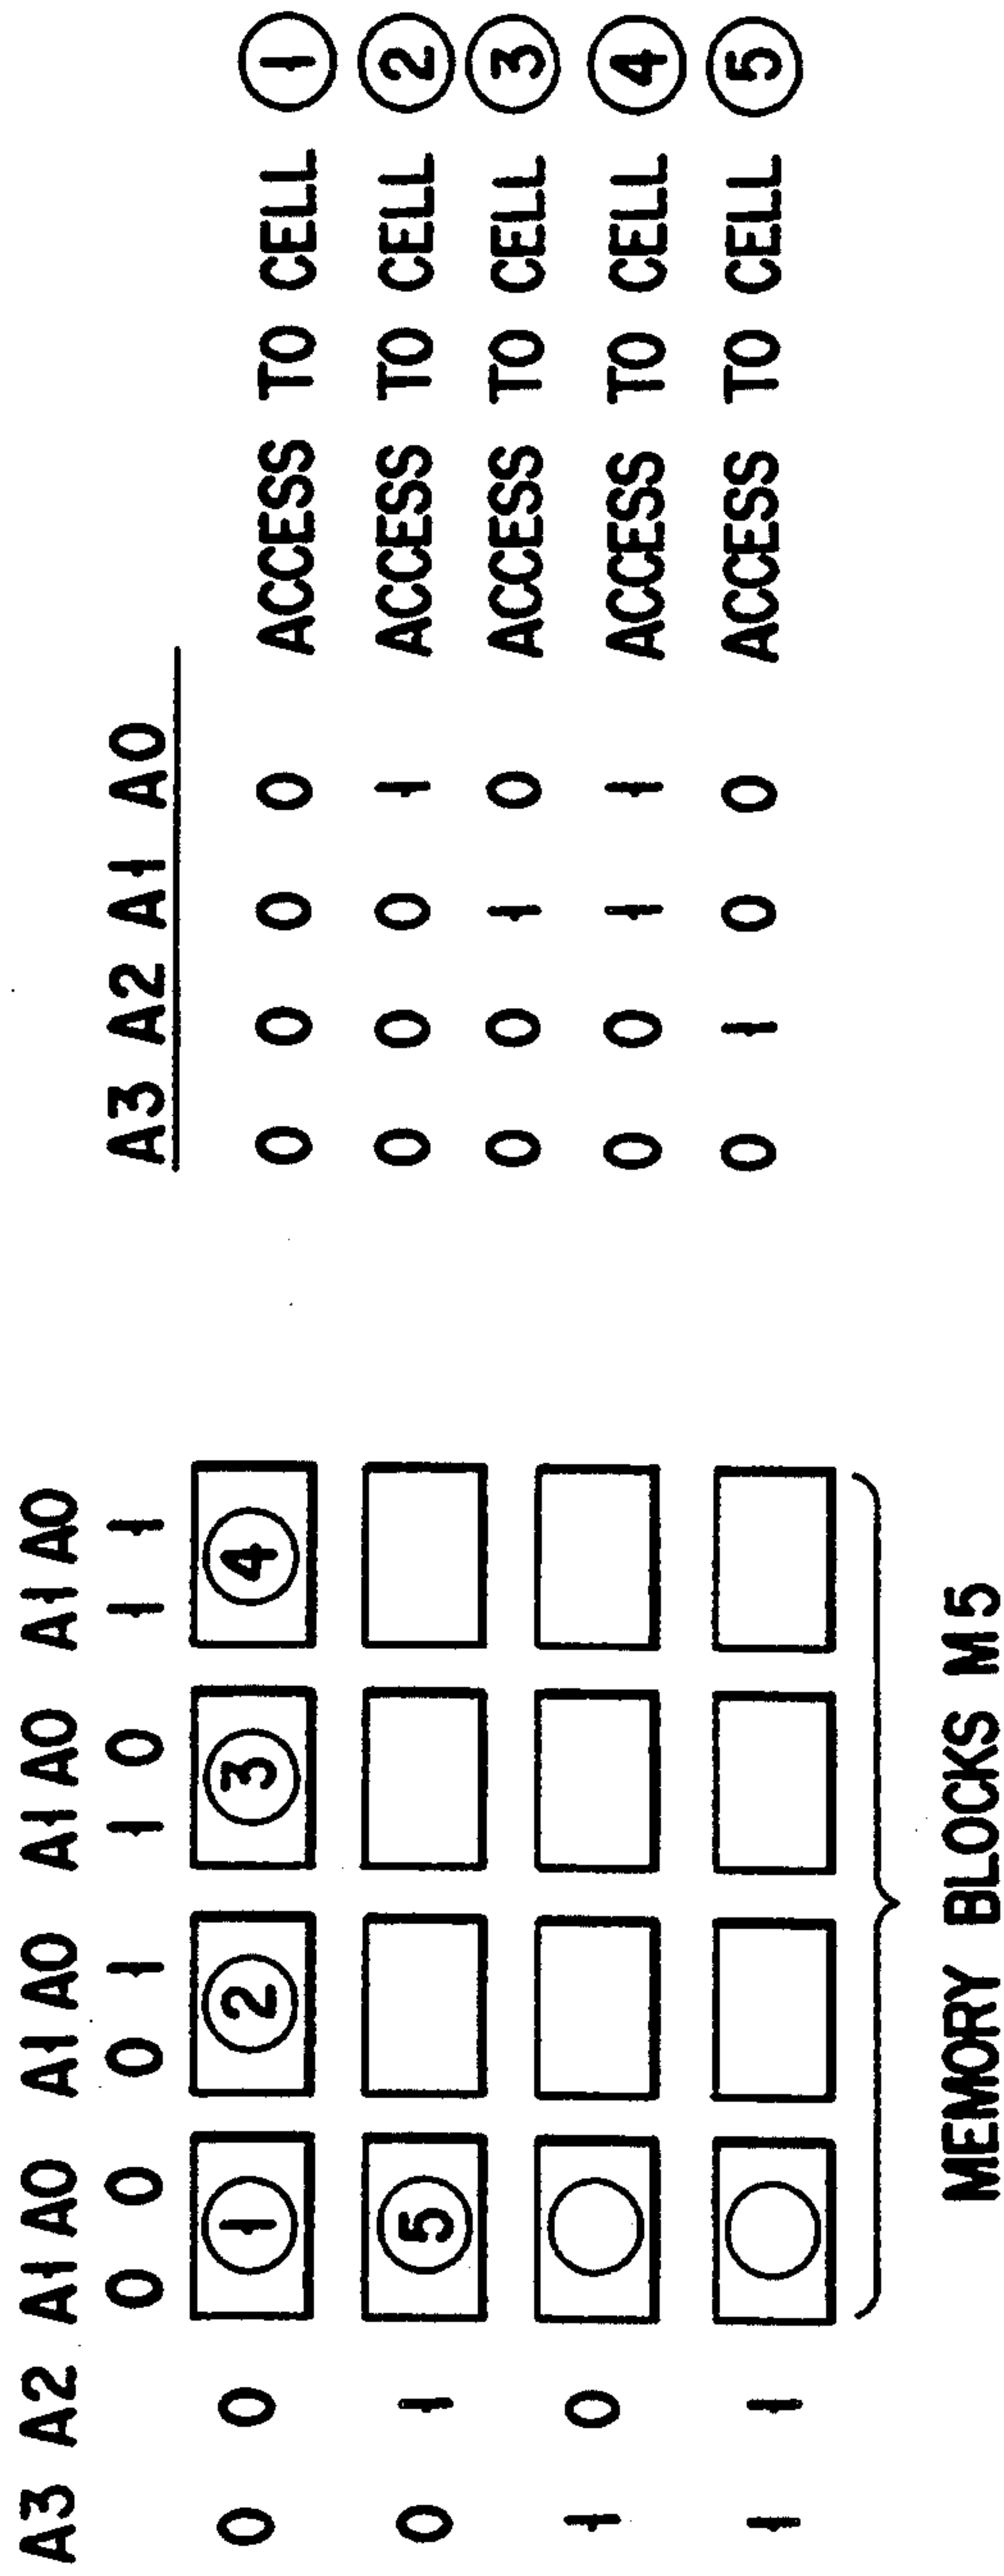 A3 A2 A1 A0 A1 A0 A1 A0 A1 A0
0 0 0 1 1 0 1 1
0 0 ① ② ③ ④
0 1 ⑤
1 0
1 1
MEMORY BLOCKS M5
A3 A2 A1 A0
0 0 0 0 ACCESS TO CELL ①
0 0 0 1 ACCESS TO CELL ②
0 0 1 0 ACCESS TO CELL ③
0 0 1 1 ACCESS TO CELL ④
0 1 0 0 ACCESS TO CELL ⑤